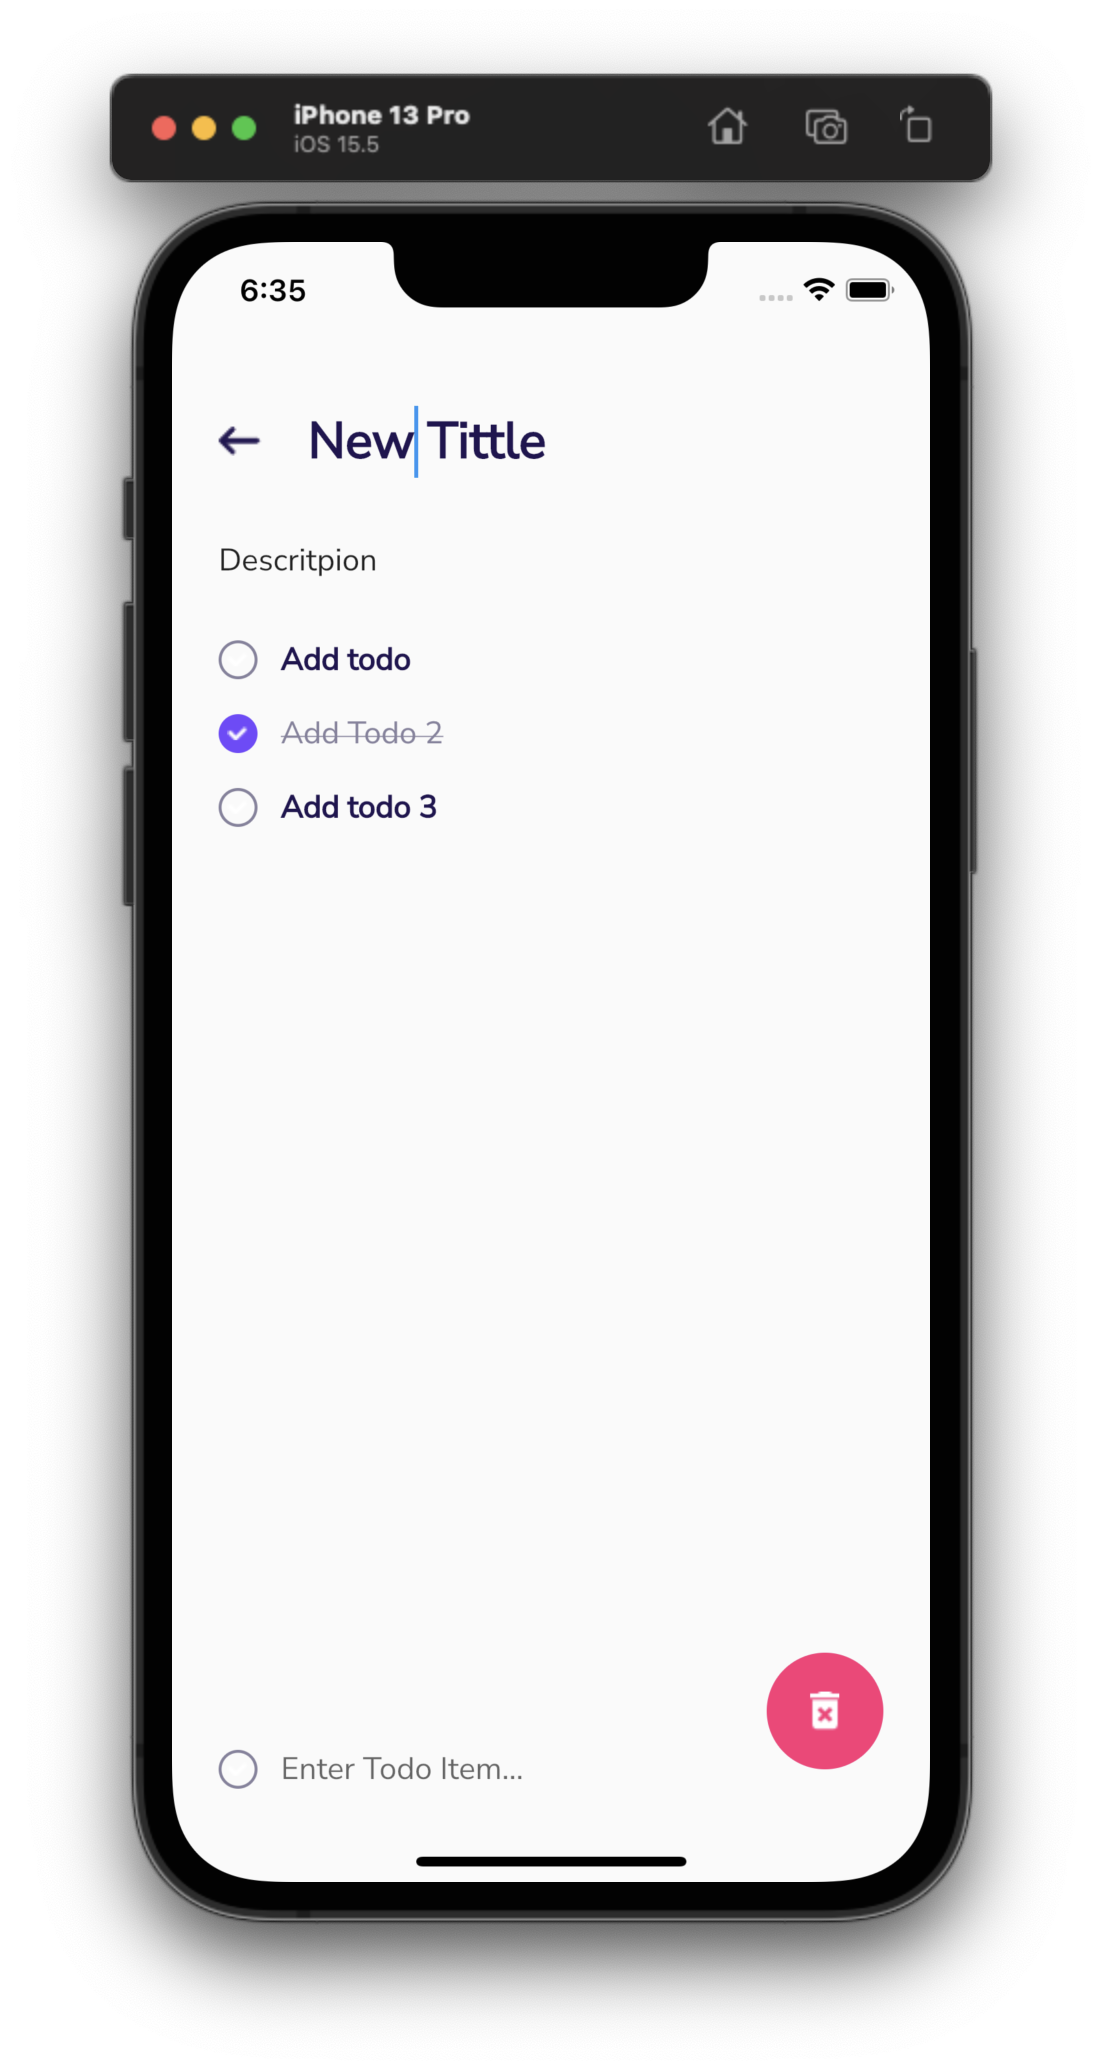 iPhone 13 Pro
iOS 15.5
6:35
New Tittle
Descritpion
Add todo
Add Todo 2
Add todo 3
Enter Todo Item...